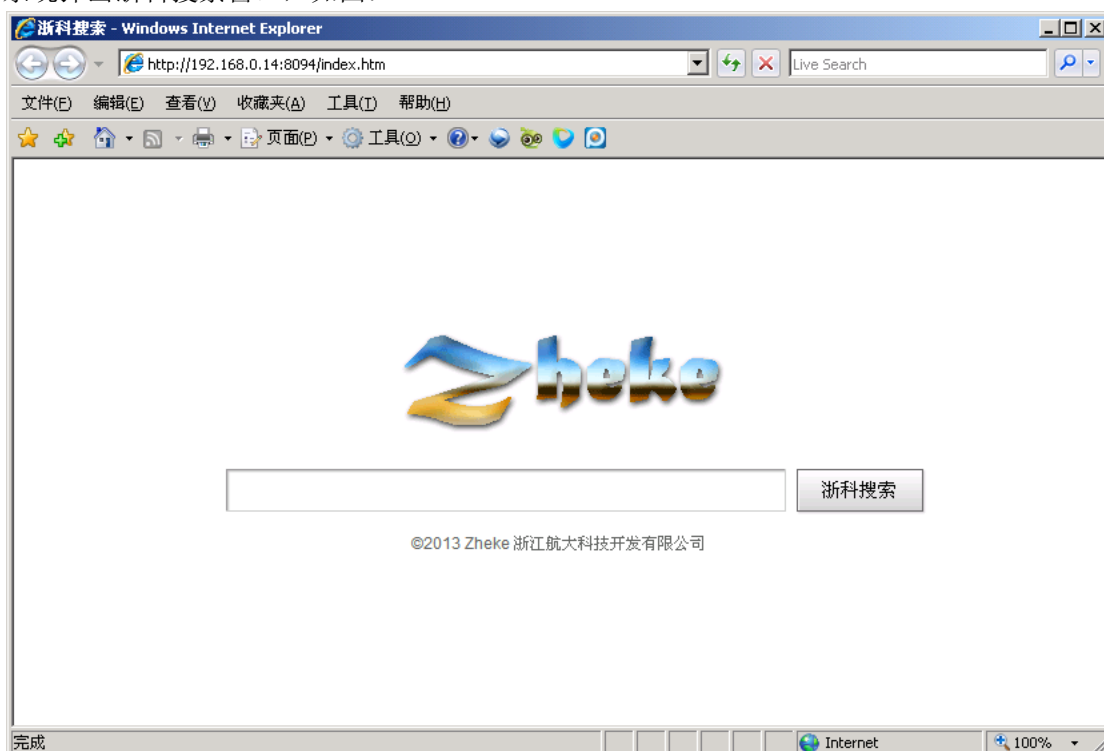 浙科搜索 - Windows Internet Explorer
http://192.168.0.14:8094/index.htm
Live Search
文件(F) 编辑(E) 查看(V) 收藏夹(A) 工具(T) 帮助(H)
页面(P) 工具(O)
Zheke
浙科搜索
©2013 Zheke 浙江航大科技开发有限公司
完成 Internet 100%